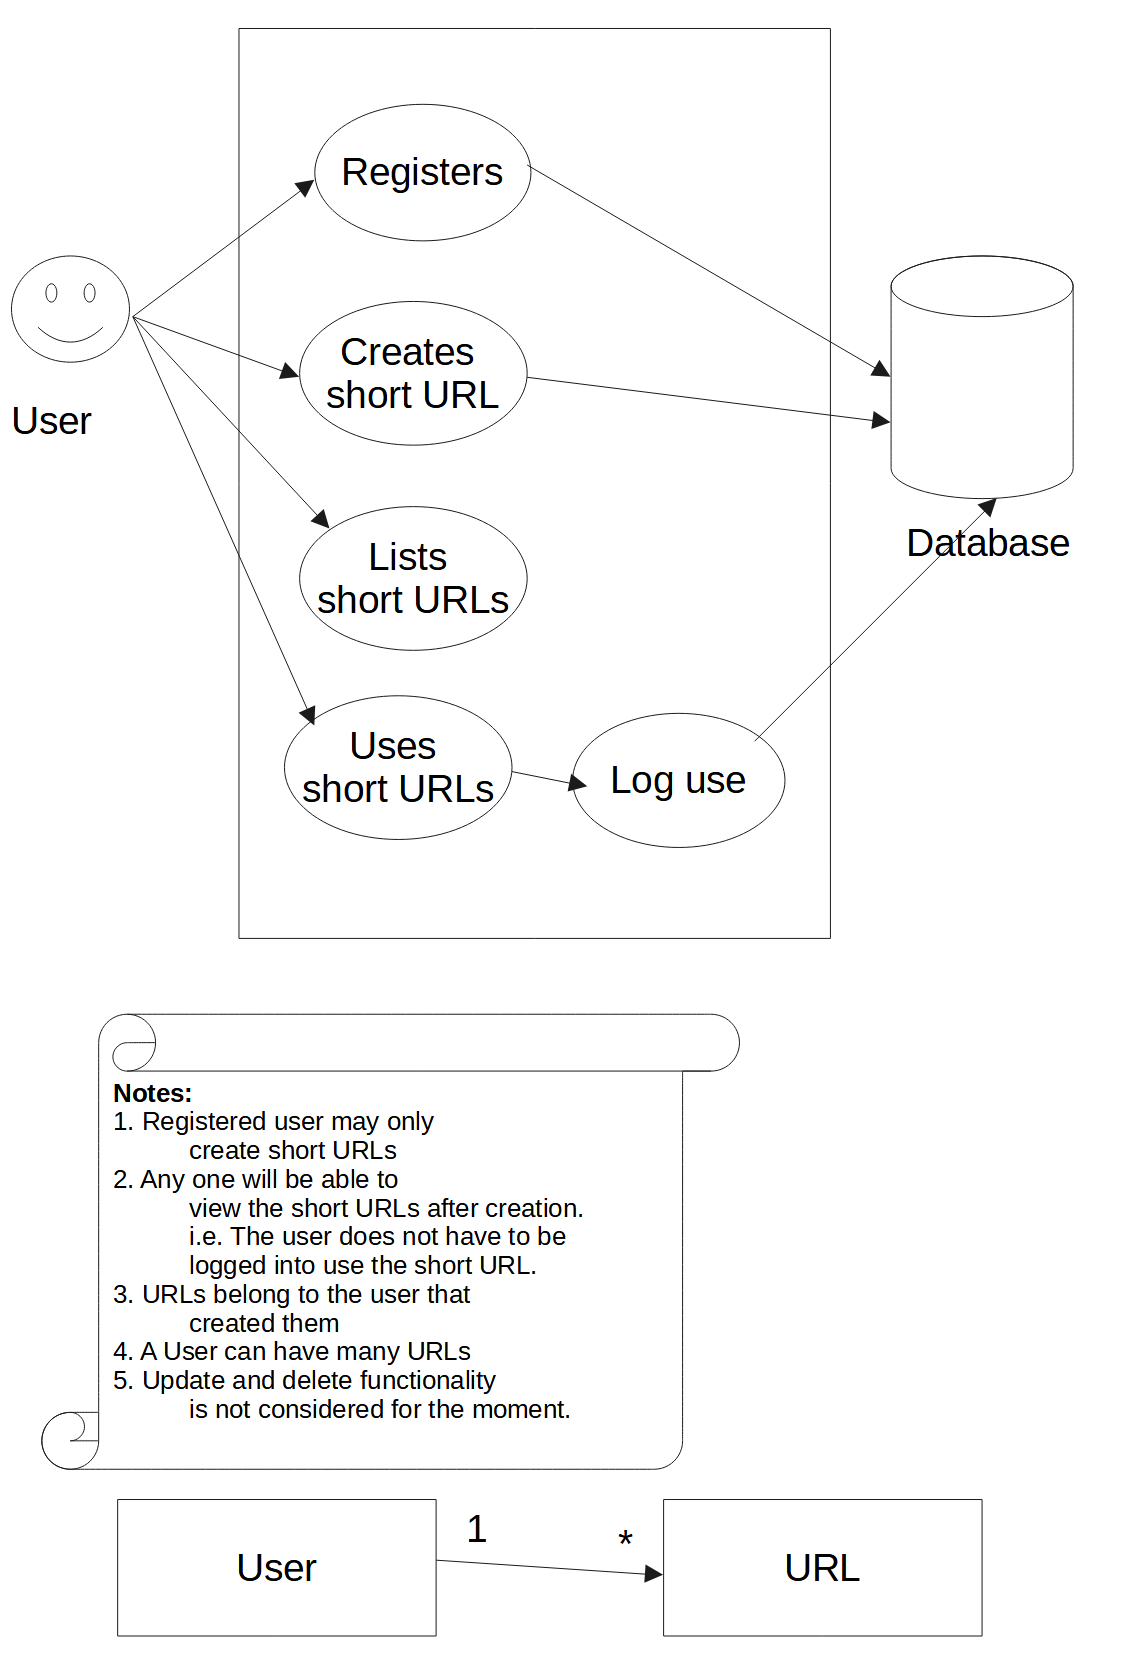 Registers
Creates
short URL
User
Lists
short URLs
Database
Uses
short URLs
Log use
Notes:
1. Registered user may only
create short URLs
2. Any one will be able to
view the short URLs after creation.
i.e. The user does not have to be
logged into use the short URL.
3. URLs belong to the user that
created them
4. A User can have many URLs
5. Update and delete functionality
is not considered for the moment.
1
*
User
URL